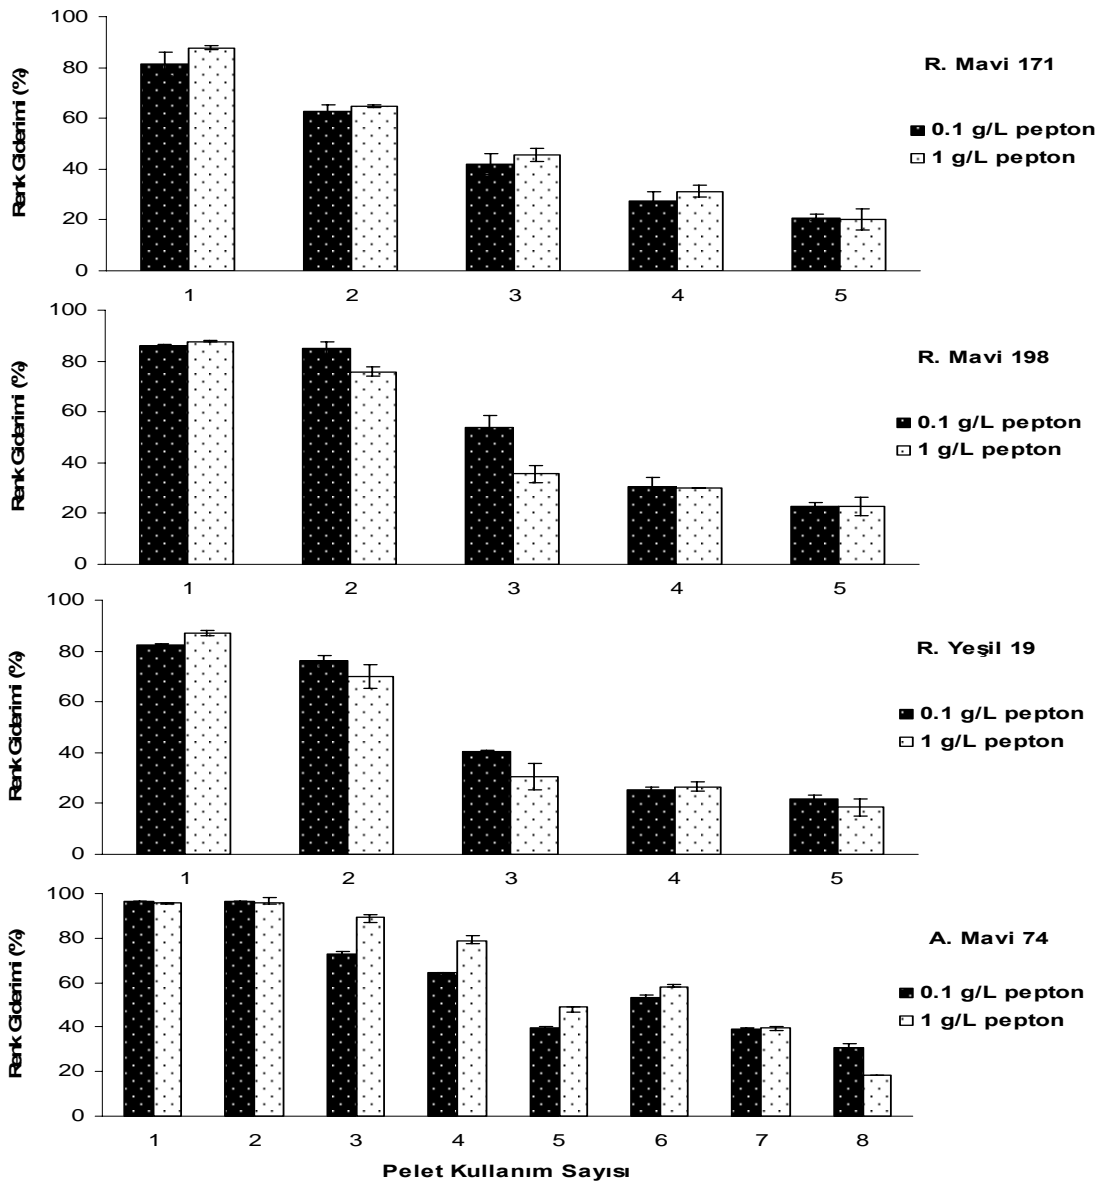 100
80
60
40
20
0
Renk Giderimi (%)
R. Mavi 171
0.1 g/L pepton
1 g/L pepton
1 2 3 4 5
100
80
60
40
20
0
Renk Giderimi (%)
R. Mavi 198
0.1 g/L pepton
1 g/L pepton
1 2 3 4 5
100
80
60
40
20
0
Renk Giderimi (%)
R. Yeşil 19
0.1 g/L pepton
1 g/L pepton
1 2 3 4 5
100
80
60
40
20
0
Renk Giderimi (%)
A. Mavi 74
0.1 g/L pepton
1 g/L pepton
1 2 3 4 5 6 7 8
Pelet Kullanım Sayısı